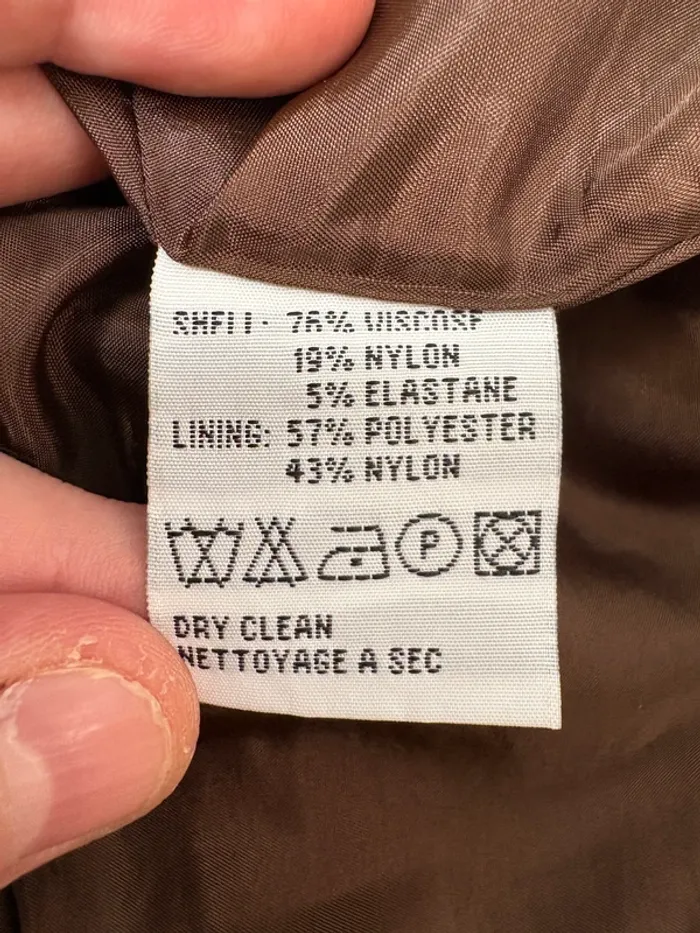 SHELL: 76% VISCOSE
19% NYLON
5% ELASTANE
LINING: 57% POLYESTER
43% NYLON
P
DRY CLEAN
NETTOYAGE A SEC